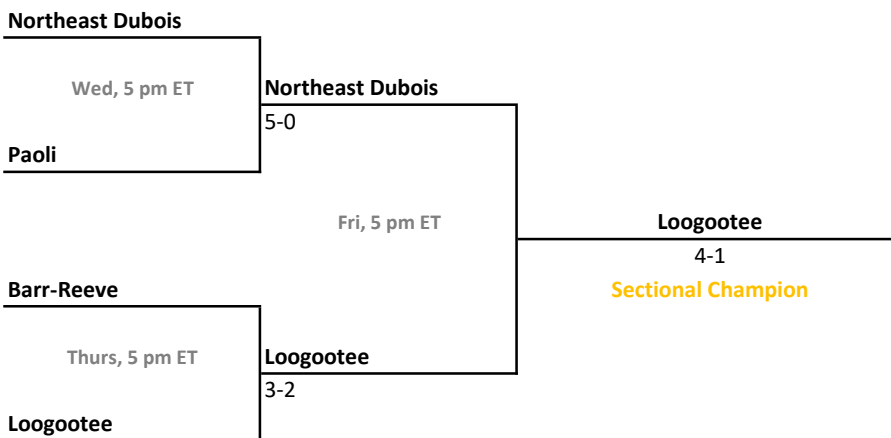 Northeast Dubois
Wed, 5 pm ET
Northeast Dubois
5-0
Paoli
Fri, 5 pm ET
Loogootee
4-1
Barr-Reeve
Sectional Champion
Thurs, 5 pm ET
Loogootee
3-2
Loogootee